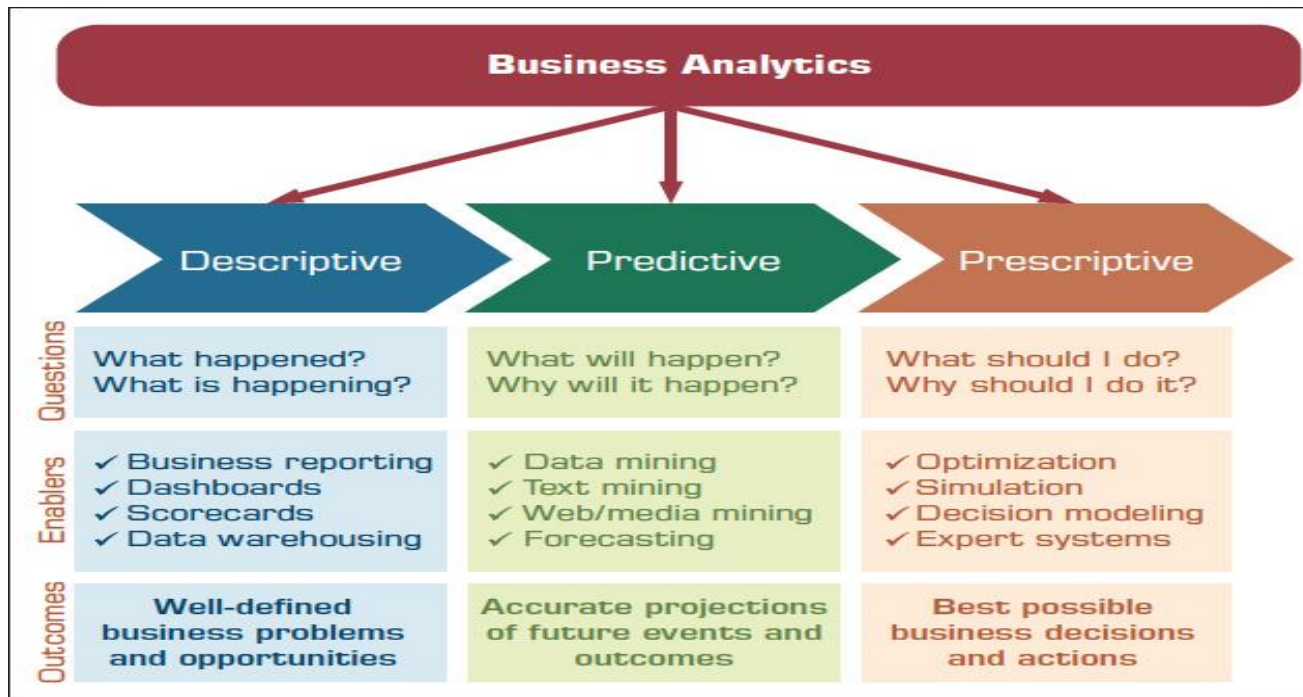 Business Analytics
Descriptive
Predictive
Prescriptive
Questions
What happened?
What is happening?
What will happen?
Why will it happen?
What should I do?
Why should I do it?
Enablers
✓ Business reporting
✓ Dashboards
✓ Scorecards
✓ Data warehousing
✓ Data mining
✓ Text mining
✓ Web/media mining
✓ Forecasting
✓ Optimization
✓ Simulation
✓ Decision modeling
✓ Expert systems
Outcomes
Well-defined
business problems
and opportunities
Accurate projections
of future events and
outcomes
Best possible
business decisions
and actions